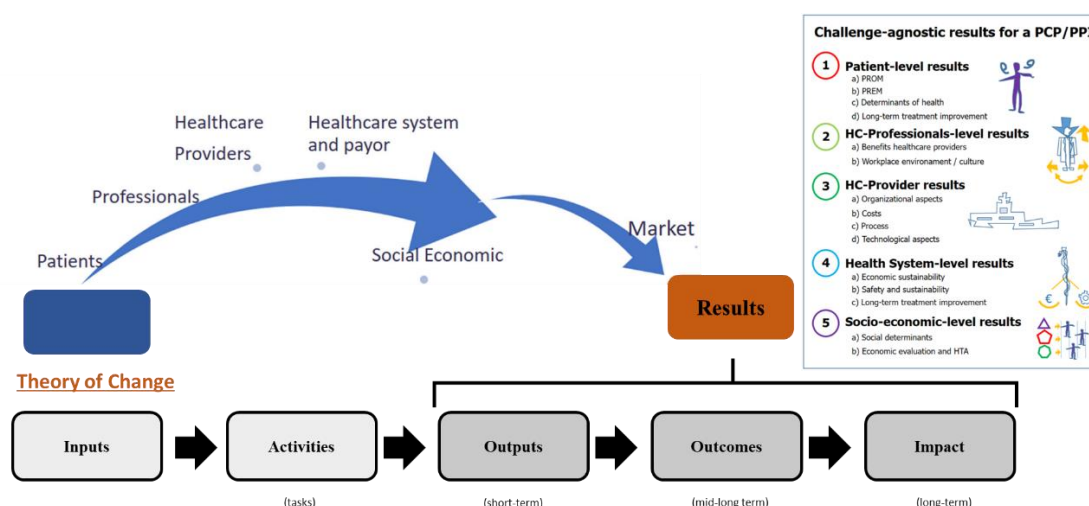 Healthcare
Providers
Healthcare system
and payor
Professionals
Patients
Social Economic
Market
Results
Challenge-agnostic results for a
1 Patient-level results
a) PROM
b) PREM
c) Determinants of health
d) Long-term treatment improvement
2 HC-Professionals-level results
a) Benefits healthcare providers
b) Workplace environament / culture
3 HC-Provider results
a) Organizational aspects
b) Costs
c) Process
d) Technological aspects
4 Health System-level results
a) Economic sustainability
b) Safety and sustainability
c) Long-term treatment improvement
€
5 Socio-economic-level results
a) Social determinants
b) Economic evaluation and HTA
Theory of Change
Inputs
Activities
Outputs
Outcomes
Impact
(tasks)
(short-term)
(mid-long term)
(long-term)